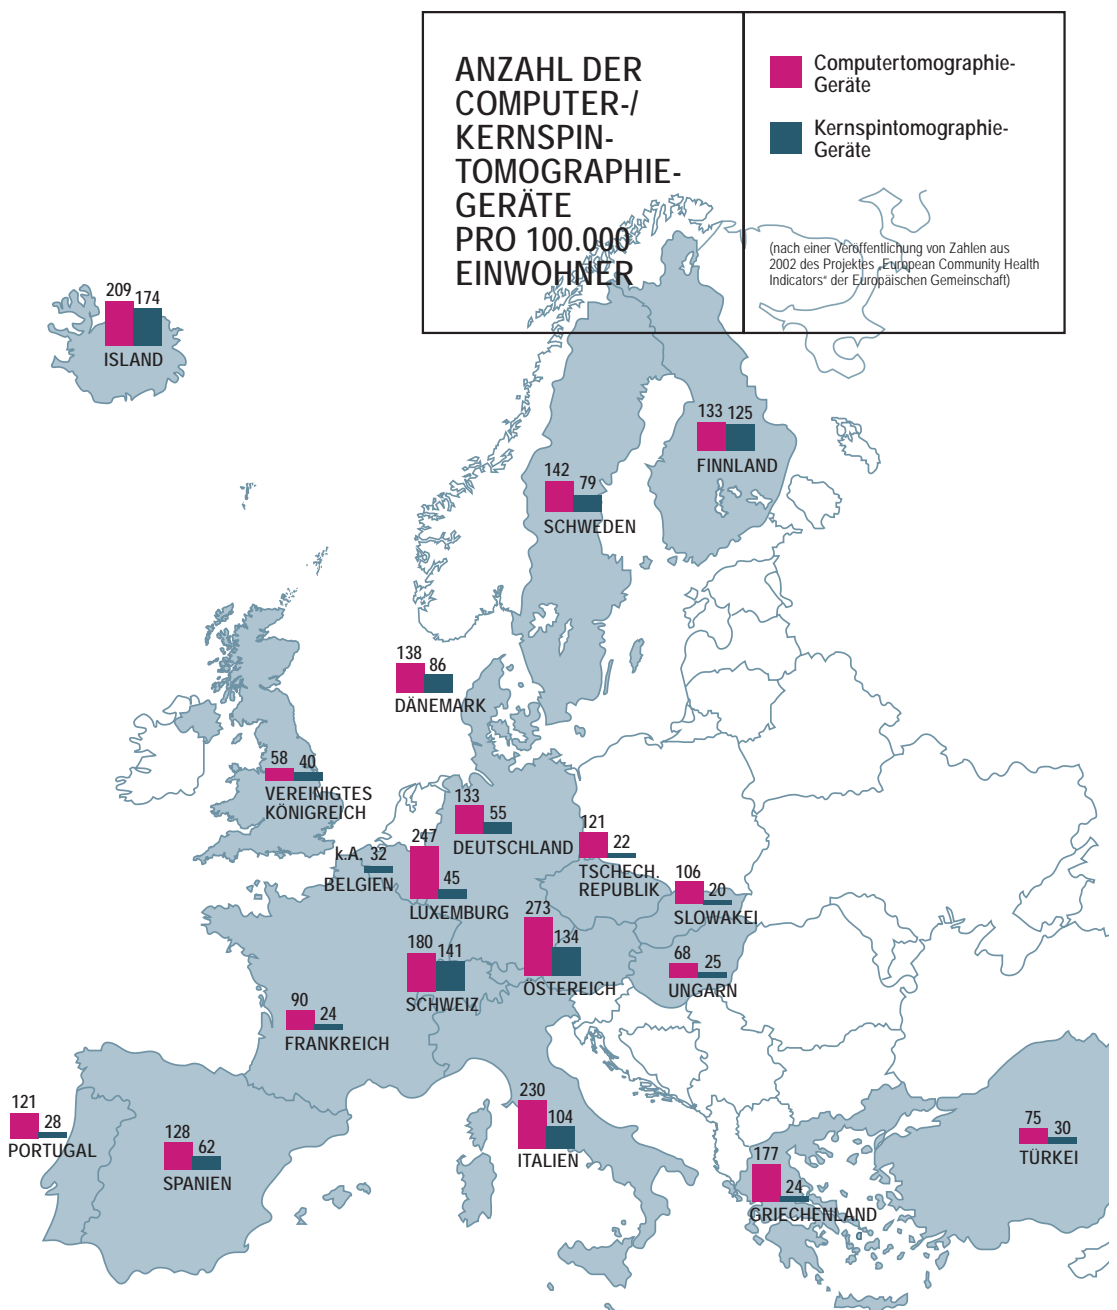 ANZAHL DER
COMPUTER-/
KERNSPIN-
TOMOGRAPHIE-
GERÄTE
PRO 100.000
EINWOHNER
Computertomographie-
Geräte
Kernspintomographie-
Geräte
(nach einer Veröffentlichung von Zahlen aus
2002 des Projektes „European Community Health
Indicators“ der Europäischen Gemeinschaft)
209 174
ISLAND
133 125
FINNLAND
142 79
SCHWEDEN
138 86
DÄNEMARK
58 40
VEREINIGTES
KÖNIGREICH
133 55
DEUTSCHLAND
121 22
TSCHECH.
REPUBLIK
k.A. 32
BELGIEN
247 45
LUXEMBURG
106 20
SLOWAKEI
273 134
ÖSTEREICH
180 141
SCHWEIZ
68 25
UNGARN
90 24
FRANKREICH
121 28
PORTUGAL
128 62
SPANIEN
230 104
ITALIEN
177 24
GRIECHENLAND
75 30
TÜRKEI